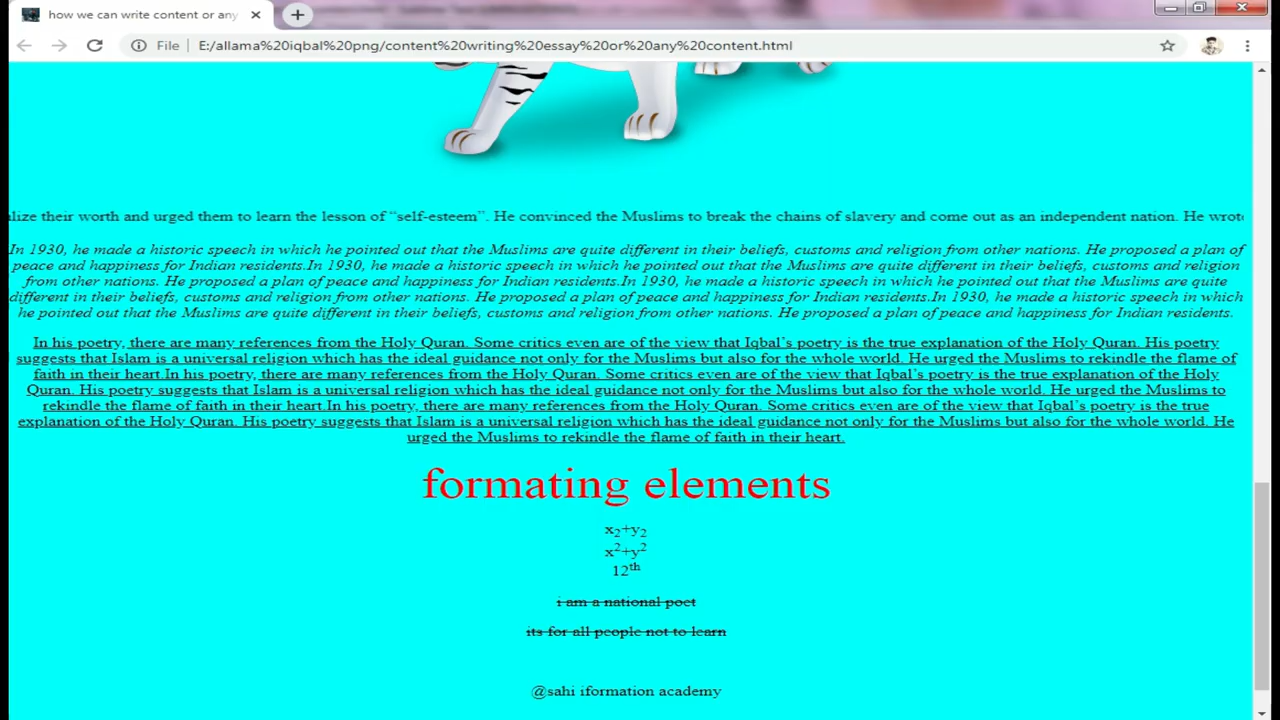 how we can write content or any
File | E:/allama%20iqbal%20png/content%20writing%20essay%20or%20any%20content.html
alize their worth and urged them to learn the lesson of “self-esteem”. He convinced the Muslims to break the chains of slavery and come out as an independent nation. He wrote
In 1930, he made a historic speech in which he pointed out that the Muslims are quite different in their beliefs, customs and religion from other nations. He proposed a plan of
peace and happiness for Indian residents.In 1930, he made a historic speech in which he pointed out that the Muslims are quite different in their beliefs, customs and religion
from other nations. He proposed a plan of peace and happiness for Indian residents.In 1930, he made a historic speech in which he pointed out that the Muslims are quite
different in their beliefs, customs and religion from other nations. He proposed a plan of peace and happiness for Indian residents.In 1930, he made a historic speech in which
he pointed out that the Muslims are quite different in their beliefs, customs and religion from other nations. He proposed a plan of peace and happiness for Indian residents.
In his poetry, there are many references from the Holy Quran. Some critics even are of the view that Iqbal’s poetry is the true explanation of the Holy Quran. His poetry
suggests that Islam is a universal religion which has the ideal guidance not only for the Muslims but also for the whole world. He urged the Muslims to rekindle the flame of
faith in their heart.In his poetry, there are many references from the Holy Quran. Some critics even are of the view that Iqbal’s poetry is the true explanation of the Holy
Quran. His poetry suggests that Islam is a universal religion which has the ideal guidance not only for the Muslims but also for the whole world. He urged the Muslims to
rekindle the flame of faith in their heart.In his poetry, there are many references from the Holy Quran. Some critics even are of the view that Iqbal’s poetry is the true
explanation of the Holy Quran. His poetry suggests that Islam is a universal religion which has the ideal guidance not only for the Muslims but also for the whole world. He
urged the Muslims to rekindle the flame of faith in their heart.
formating elements
x₂+y₂
x²+y²
12ᵗʰ
i am a national poet
its for all people not to learn
@sahi iformation academy